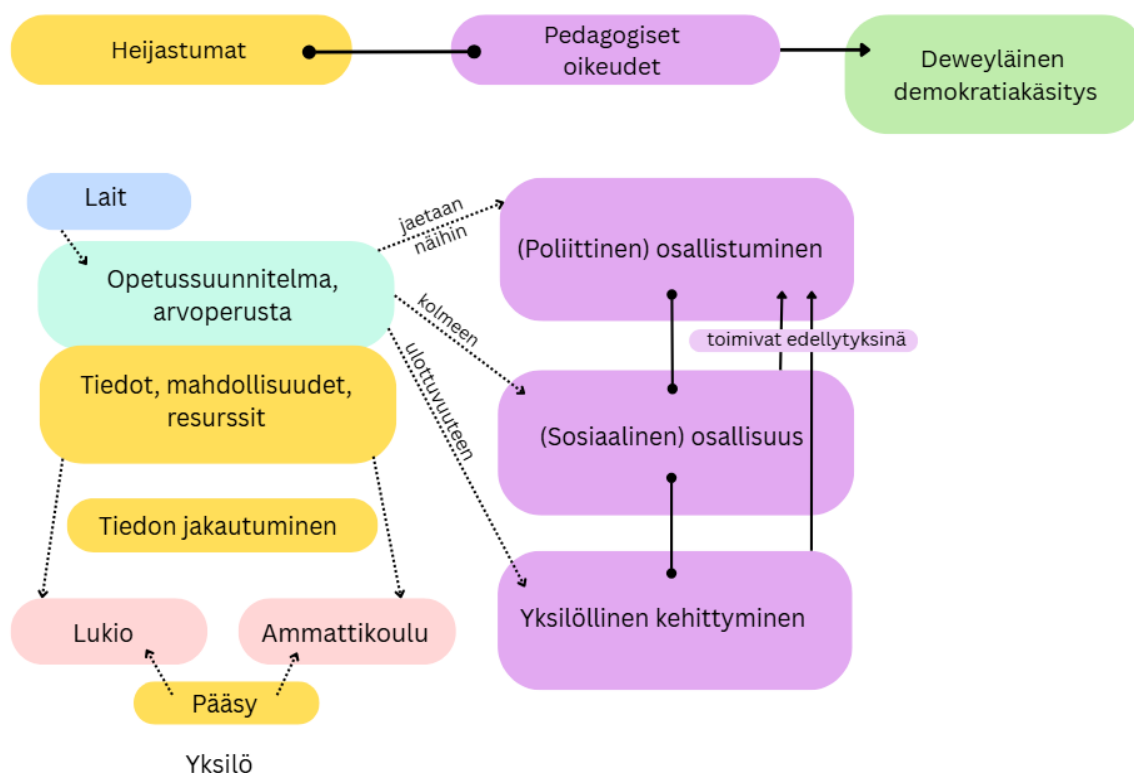 Heijastumat
Pedagogiset
oikeudet
Deweyläinen
demokratiakäsitys
Lait
Opetussuunnitelma,
arvoperusta
Tiedot, mahdollisuudet,
resurssit
Tiedon jakautuminen
Lukio
Ammattikoulu
Pääsy
Yksilö
jaetaan
näihin
kolmeen
ulottuvuuteen
(Poliittinen) osallistuminen
toimivat edellytyksinä
(Sosiaalinen) osallisuus
Yksilöllinen kehittyminen